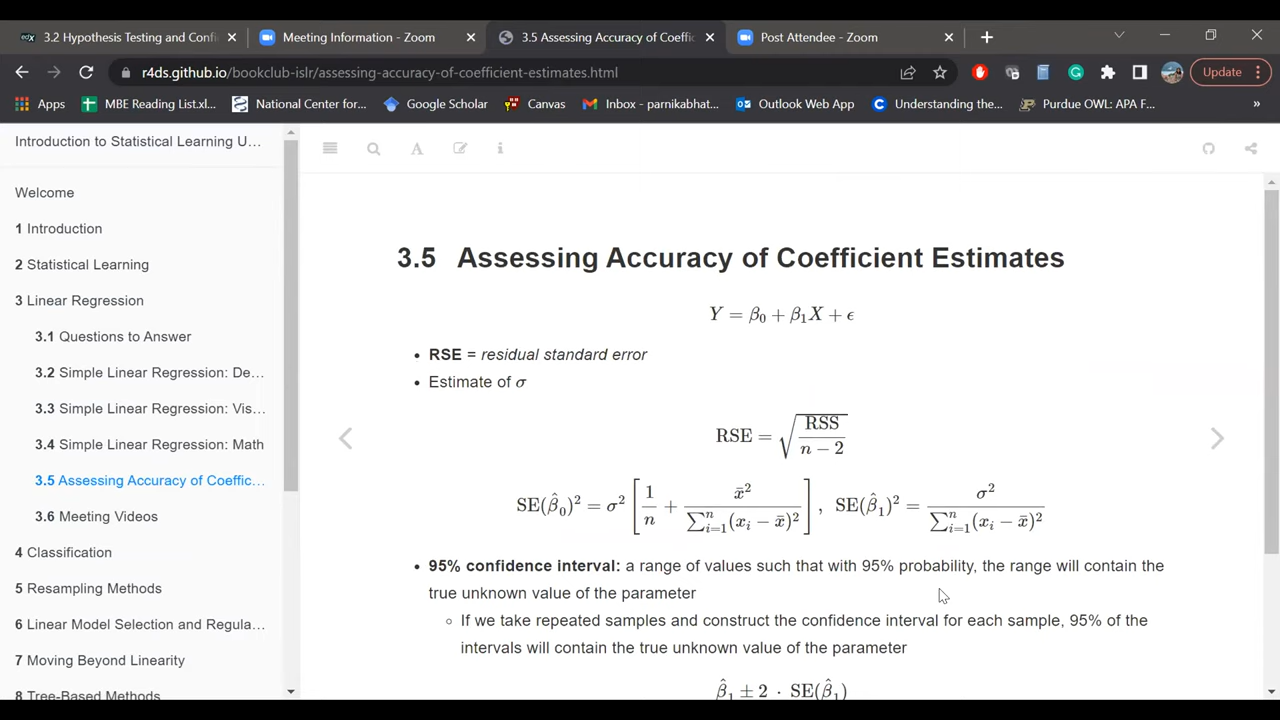 3.2 Hypothesis Testing and Confi
Meeting Information - Zoom
3.5 Assessing Accuracy of Coeffic
Post Attendee - Zoom
r4ds.github.io/bookclub-islr/assessing-accuracy-of-coefficient-estimates.html
Update
Apps
MBE Reading List.xl...
National Center for...
Google Scholar
Canvas
Inbox - parnikabhat...
Outlook Web App
Understanding the...
Purdue OWL: APA F...
»
Introduction to Statistical Learning U...
Welcome
1 Introduction
2 Statistical Learning
3 Linear Regression
3.1 Questions to Answer
3.2 Simple Linear Regression: De...
3.3 Simple Linear Regression: Vis...
3.4 Simple Linear Regression: Math
3.5 Assessing Accuracy of Coeffic...
3.6 Meeting Videos
4 Classification
5 Resampling Methods
6 Linear Model Selection and Regula...
7 Moving Beyond Linearity
8 Tree-Based Methods
3.5 Assessing Accuracy of Coefficient Estimates
Y = β₀ + β₁X + ϵ
• RSE = residual standard error
• Estimate of σ
RSE = √(RSS / (n − 2))
SE(β̂₀)² = σ² [1/n + x̄² / ∑ⁿᵢ₌₁(xᵢ − x̄)²], SE(β̂₁)² = σ² / ∑ⁿᵢ₌₁(xᵢ − x̄)²
• 95% confidence interval: a range of values such that with 95% probability, the range will contain the
true unknown value of the parameter
◦ If we take repeated samples and construct the confidence interval for each sample, 95% of the
intervals will contain the true unknown value of the parameter
β̂₁ ± 2 · SE(β̂₁)